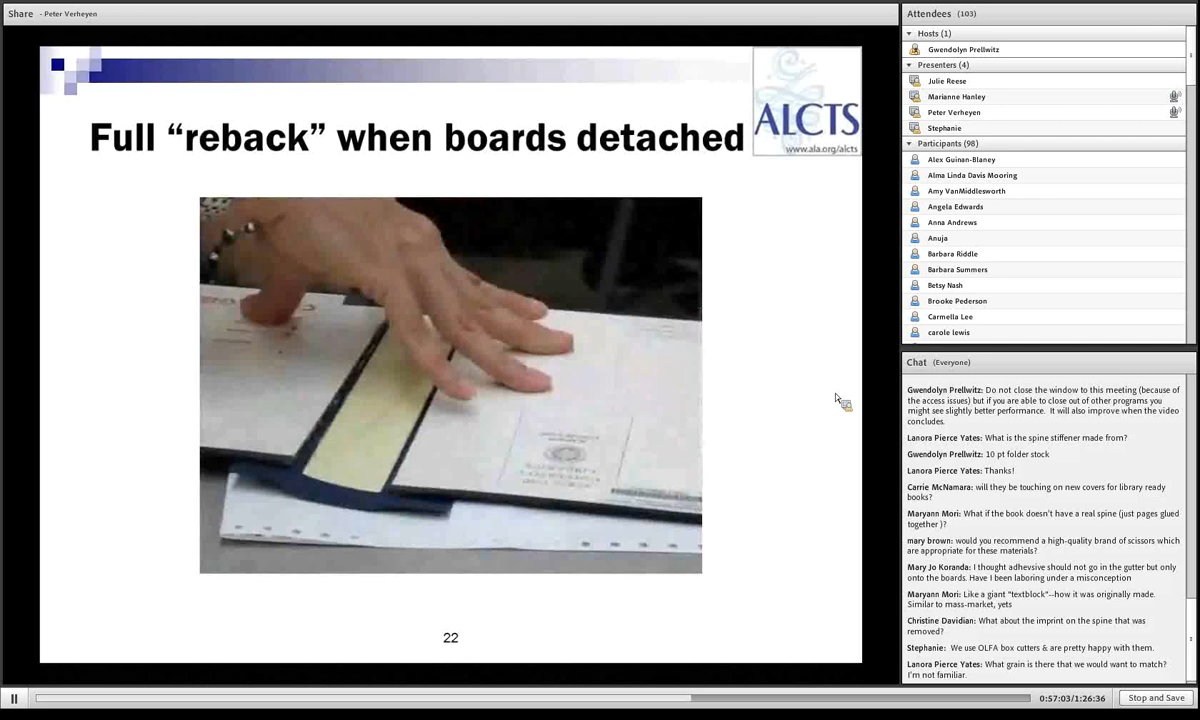 Share - Peter Verheyen
Full “reback” when boards detached
ALCTS
www.ala.org/alcts
22
0:57:03/1:26:36
Stop and Save
Attendees (103)
Hosts (1)
Gwendolyn Prellwitz
Presenters (4)
Julie Reese
Marianne Hanley
Peter Verheyen
Stephanie
Participants (98)
Alex Guinan-Blaney
Alma Linda Davis Mooring
Amy VanMiddlesworth
Angela Edwards
Anna Andrews
Anuja
Barbara Riddle
Barbara Summers
Betsy Nash
Brooke Pederson
Carmella Lee
carole lewis
Chat (Everyone)
Gwendolyn Prellwitz: Do not close the window to this meeting (because of
the access issues) but if you are able to close out of other programs you
might see slightly better performance. It will also improve when the video
concludes.
Lanora Pierce Yates: What is the spine stiffener made from?
Gwendolyn Prellwitz: 10 pt folder stock
Lanora Pierce Yates: Thanks!
Carrie McNamara: will they be touching on new covers for library ready
books?
Maryann Mori: What if the book doesn't have a real spine (just pages glued
together )?
mary brown: would you recommend a high-quality brand of scissors which
are appropriate for these materials?
Mary Jo Koranda: I thought adhevsive should not go in the gutter but only
onto the boards. Have I been laboring under a misconception
Maryann Mori: Like a giant "textblock"--how it was originally made.
Similar to mass-market, yets
Christine Davidian: What about the imprint on the spine that was
removed?
Stephanie: We use OLFA box cutters & are pretty happy with them.
Lanora Pierce Yates: What grain is there that we would want to match?
I'm not familiar.